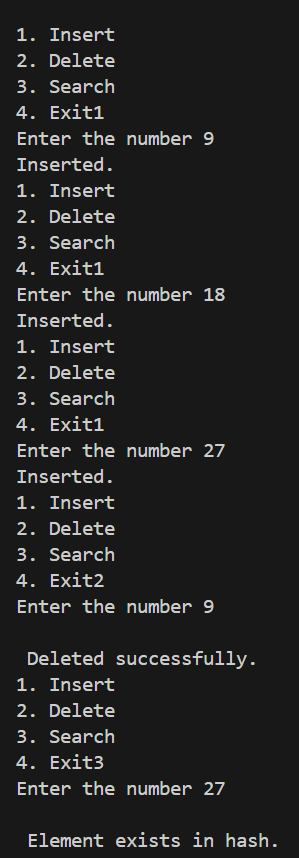 1. Insert
2. Delete
3. Search
4. Exit1
Enter the number 9
Inserted.
1. Insert
2. Delete
3. Search
4. Exit1
Enter the number 18
Inserted.
1. Insert
2. Delete
3. Search
4. Exit1
Enter the number 27
Inserted.
1. Insert
2. Delete
3. Search
4. Exit2
Enter the number 9
Deleted successfully.
1. Insert
2. Delete
3. Search
4. Exit3
Enter the number 27
Element exists in hash.